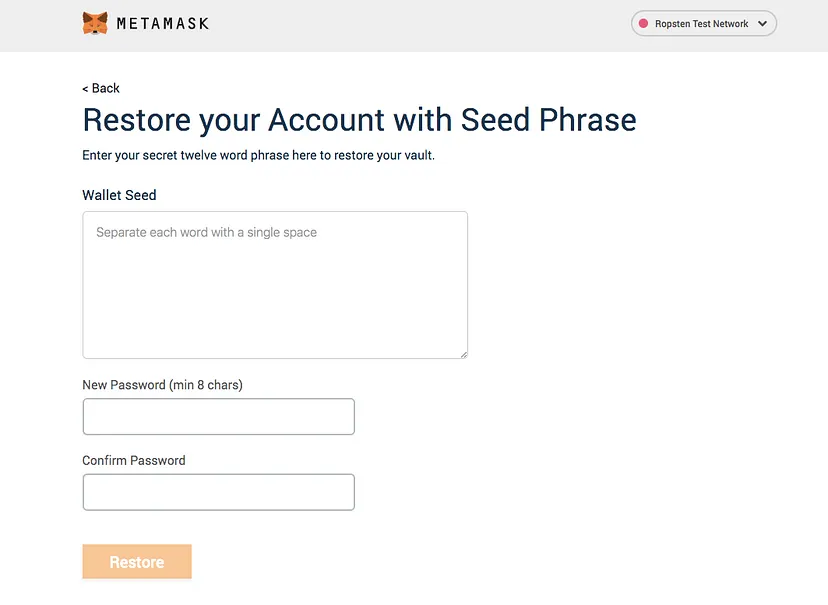 METAMASK
Ropsten Test Network
< Back
Restore your Account with Seed Phrase
Enter your secret twelve word phrase here to restore your vault.
Wallet Seed
Separate each word with a single space
New Password (min 8 chars)
Confirm Password
Restore